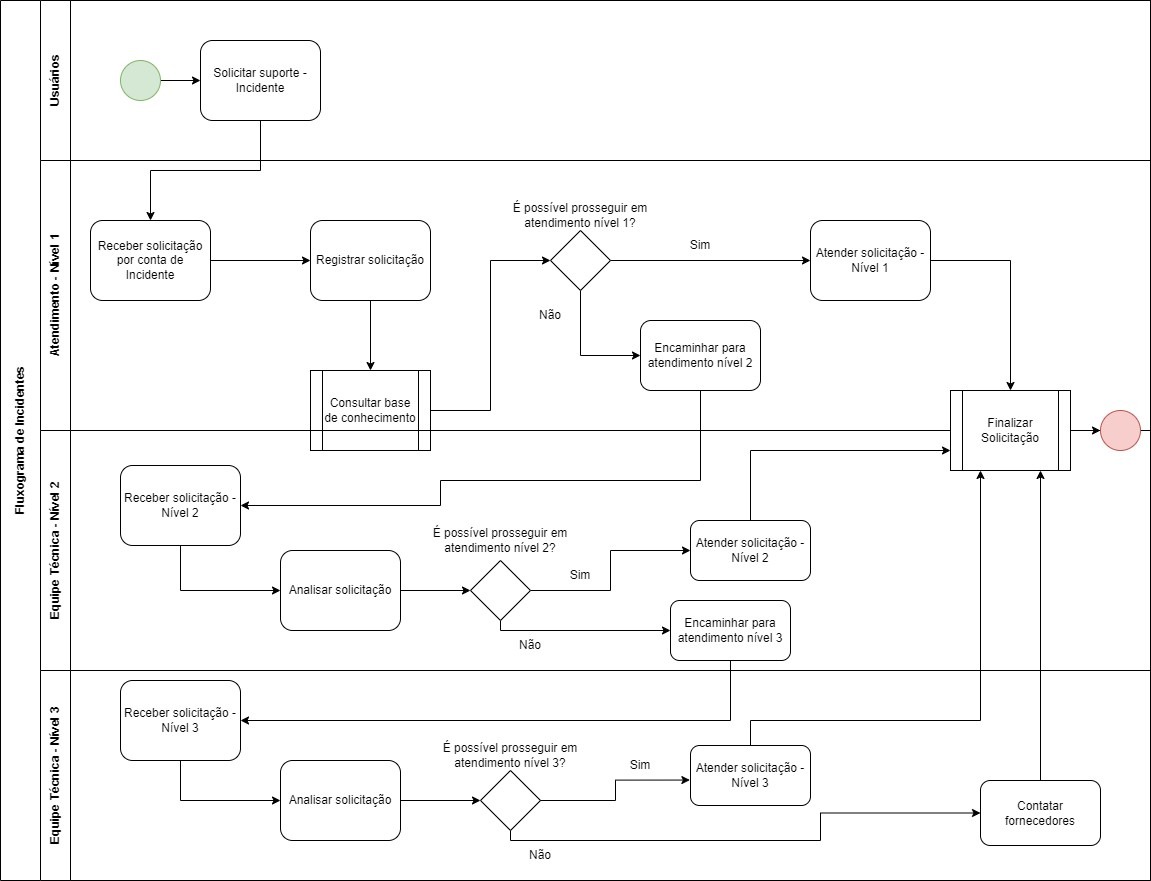 Fluxograma de Incidentes
Usuários
Solicitar suporte -
Incidente
Atendimento - Nível 1
Receber solicitação
por conta de
Incidente
Registrar solicitação
Consultar base
de conhecimento
É possível prosseguir em
atendimento nível 1?
Sim
Não
Atender solicitação -
Nível 1
Encaminhar para
atendimento nível 2
Finalizar
Solicitação
Equipe Técnica - Nível 2
Receber solicitação -
Nível 2
Analisar solicitação
É possível prosseguir em
atendimento nível 2?
Sim
Não
Atender solicitação -
Nível 2
Encaminhar para
atendimento nível 3
Equipe Técnica - Nível 3
Receber solicitação -
Nível 3
Analisar solicitação
É possível prosseguir em
atendimento nível 3?
Sim
Não
Atender solicitação -
Nível 3
Contatar
fornecedores